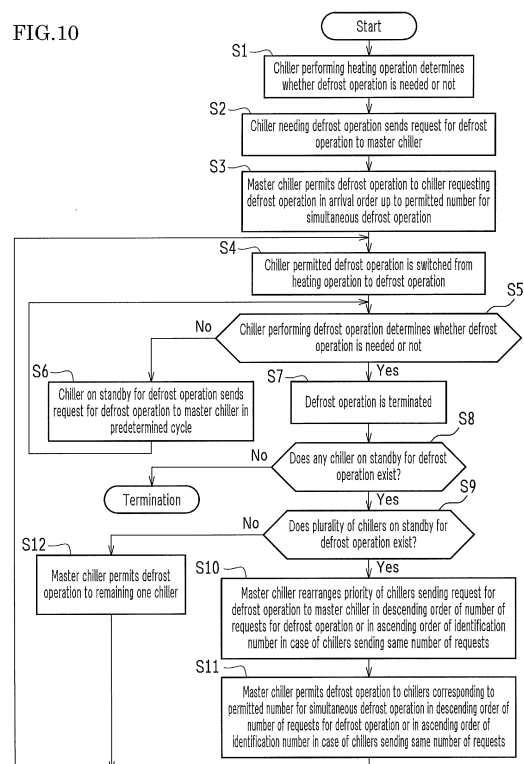 FIG.10
Start
S1
Chiller performing heating operation determines
whether defrost operation is needed or not
S2
Chiller needing defrost operation sends request for defrost
operation to master chiller
S3
Master chiller permits defrost operation to chiller requesting
defrost operation in arrival order up to permitted number for
simultaneous defrost operation
S4
Chiller permitted defrost operation is switched from
heating operation to defrost operation
S5
Chiller performing defrost operation determines whether defrost
operation is needed or not
No
Yes
S6
Chiller on standby for defrost operation sends
request for defrost operation to master chiller in
predetermined cycle
S7
Defrost operation is terminated
S8
Does any chiller on standby for defrost
operation exist?
No
Termination
Yes
S9
Does plurality of chillers on standby for
defrost operation exist?
No
Yes
S12
Master chiller permits defrost
operation to remaining one chiller
S10
Master chiller rearranges priority of chillers sending request for
defrost operation to master chiller in descending order of number of
requests for defrost operation or in ascending order of identification
number in case of chillers sending same number of requests
S11
Master chiller permits defrost operation to chillers corresponding to
permitted number for simultaneous defrost operation in descending order of
number of requests for defrost operation or in ascending order of
identification number in case of chillers sending same number of requests